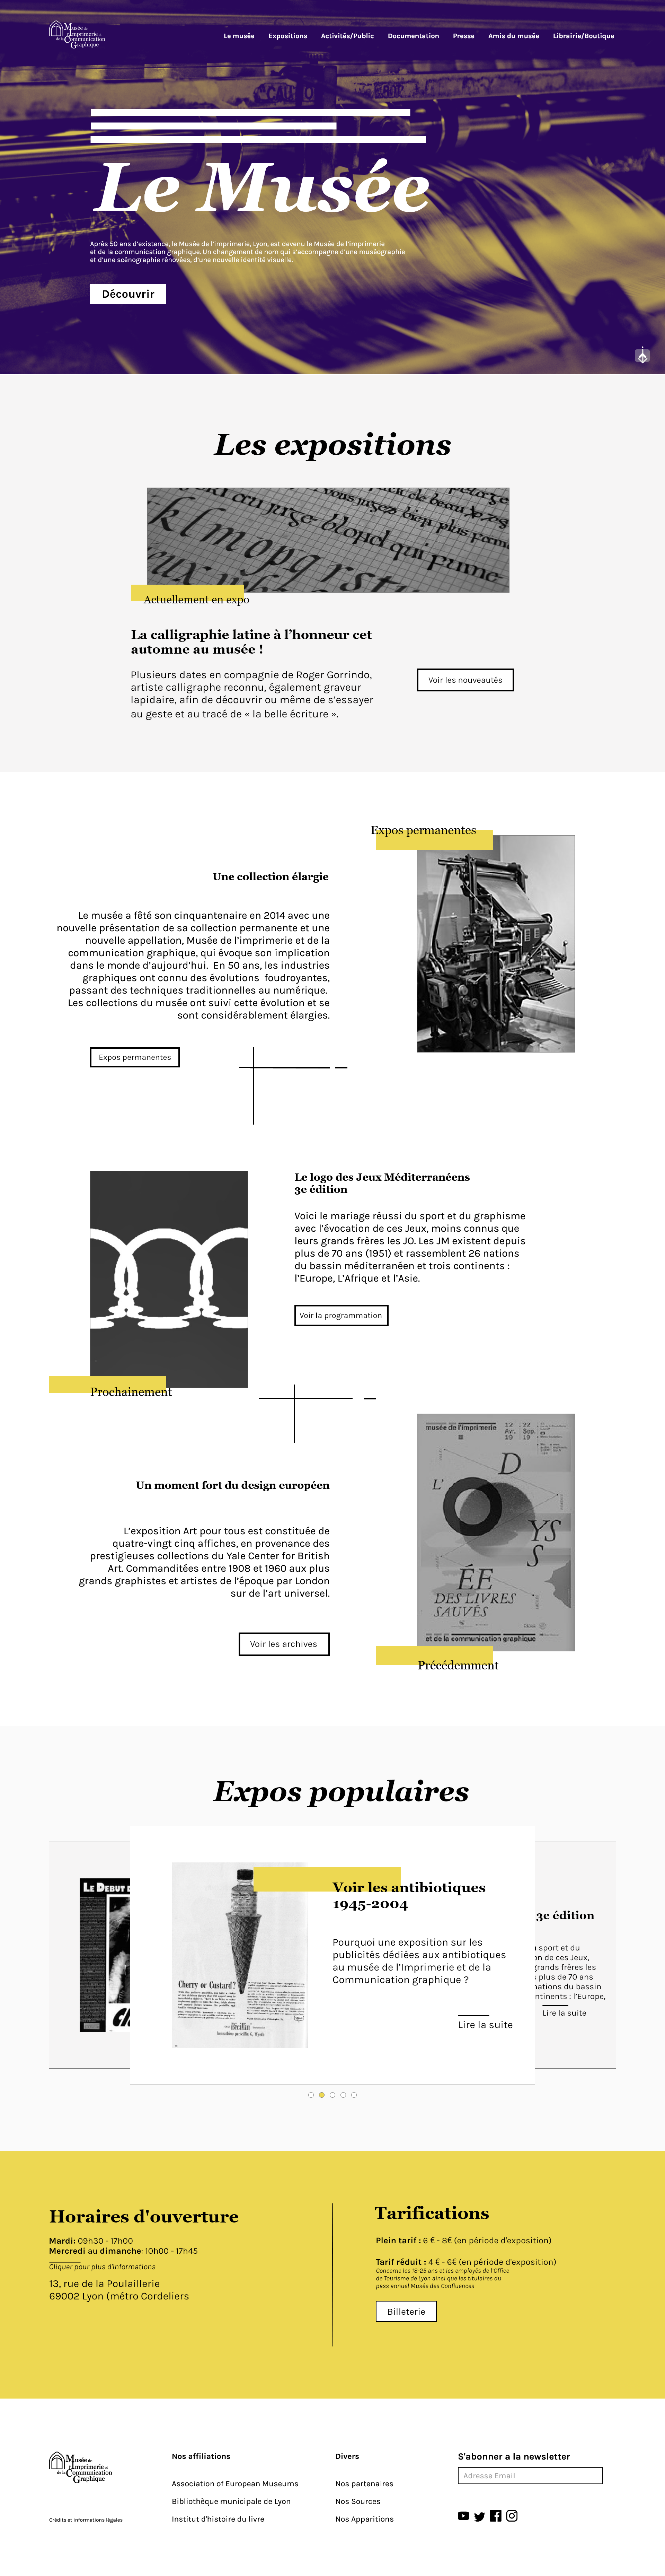 Musée de
l'Imprimerie et
de la Communication
Graphique
Le musée
Expositions
Activités/Public
Documentation
Presse
Amis du musée
Librairie/Boutique
Le Musée
Après 50 ans d'existence, le Musée de l'imprimerie, Lyon, est devenu le Musée de l'imprimerie
et de la communication graphique. Un changement de nom qui s'accompagne d'une muséographie
et d'une scénographie rénovées, d'une nouvelle identité visuelle.
Découvrir
Les expositions
Actuellement en expo
La calligraphie latine à l'honneur cet
automne au musée !
Plusieurs dates en compagnie de Roger Gorrindo,
artiste calligraphe reconnu, également graveur
lapidaire, afin de découvrir ou même de s'essayer
au geste et au tracé de « la belle écriture ».
Voir les nouveautés
Expos permanentes
Une collection élargie
Le musée a fêté son cinquantenaire en 2014 avec une
nouvelle présentation de sa collection permanente et une
nouvelle appellation, Musée de l'imprimerie et de la
communication graphique, qui évoque son implication
dans le monde d'aujourd'hui. En 50 ans, les industries
graphiques ont connu des évolutions foudroyantes,
passant des techniques traditionnelles au numérique.
Les collections du musée ont suivi cette évolution et se
sont considérablement élargies.
Expos permanentes
Le logo des Jeux Méditerranéens
3e édition
Voici le mariage réussi du sport et du graphisme
avec l'évocation de ces Jeux, moins connus que
leurs grands frères les JO. Les JM existent depuis
plus de 70 ans (1951) et rassemblent 26 nations
du bassin méditerranéen et trois continents :
l'Europe, L'Afrique et l'Asie.
Voir la programmation
Prochainement
musée de l'imprimerie
12 22
Avr. Sep.
19 19
L'
O
D
YS
S
ÉE
DES LIVRES
SAUVÉS
et de la communication graphique
Un moment fort du design européen
L'exposition Art pour tous est constituée de
quatre-vingt cinq affiches, en provenance des
prestigieuses collections du Yale Center for British
Art. Commanditées entre 1908 et 1960 aux plus
grands graphistes et artistes de l'époque par London
sur de l'art universel.
Voir les archives
Précédemment
Expos populaires
LE DEBUT D
Cherry or Custard?
Voir les antibiotiques
1945-2004
Pourquoi une exposition sur les
publicités dédiées aux antibiotiques
au musée de l'Imprimerie et de la
Communication graphique ?
Lire la suite
3e édition
sport et du
on de ces Jeux,
grands frères les
plus de 70 ans
nations du bassin
ntinents : l'Europe,
Lire la suite
Horaires d'ouverture
Mardi: 09h30 - 17h00
Mercredi au dimanche: 10h00 - 17h45
Cliquer pour plus d'informations
13, rue de la Poulaillerie
69002 Lyon (métro Cordeliers
Tarifications
Plein tarif : 6 € - 8€ (en période d'exposition)
Tarif réduit : 4 € - 6€ (en période d'exposition)
Concerne les 18-25 ans et les employés de l'Office
de Tourisme de Lyon ainsi que les titulaires du
pass annuel Musée des Confluences
Billeterie
Musée de
l'Imprimerie et
de la Communication
Graphique
Crédits et informations légales
Nos affiliations
Association of European Museums
Bibliothèque municipale de Lyon
Institut d'histoire du livre
Divers
Nos partenaires
Nos Sources
Nos Apparitions
S'abonner a la newsletter
Adresse Email